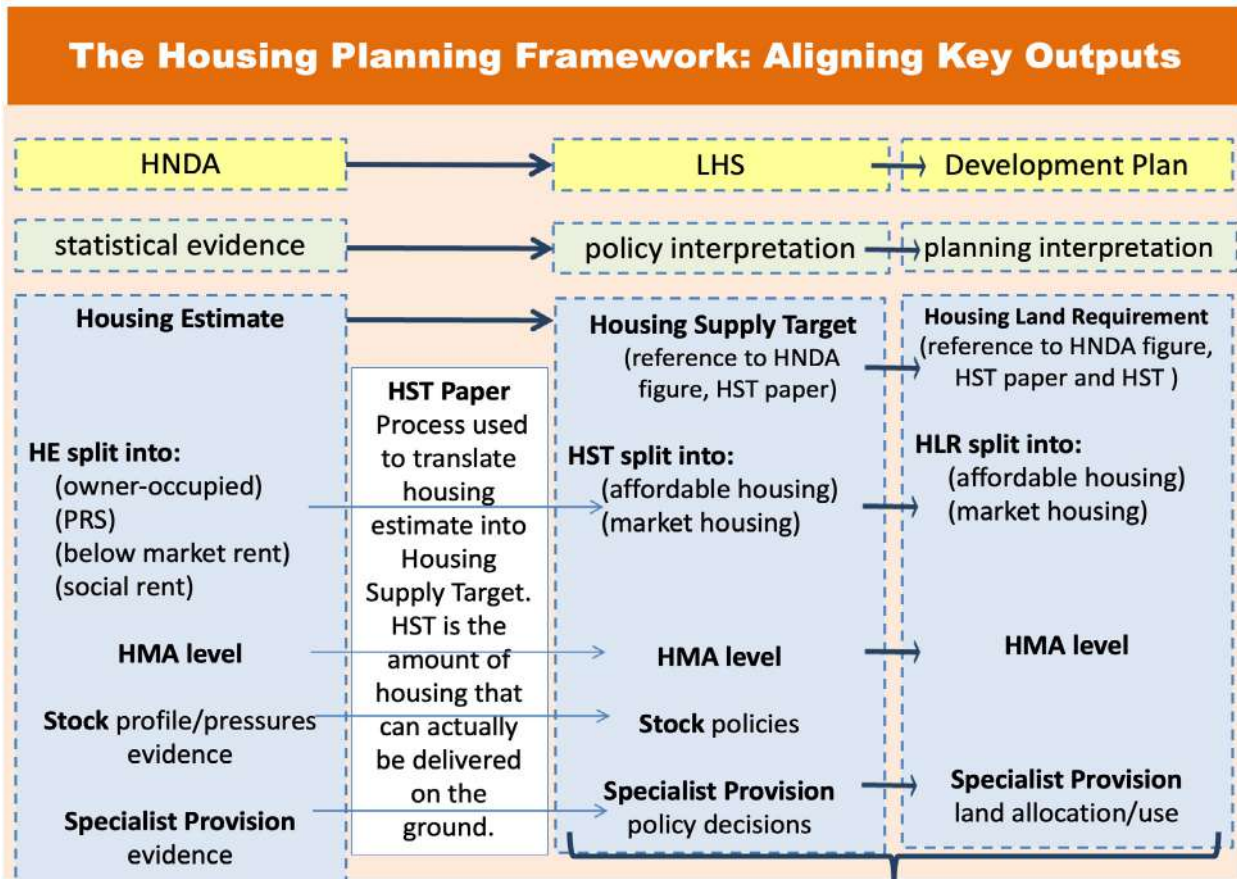 The Housing Planning Framework: Aligning Key Outputs
HNDA
LHS
Development Plan
statistical evidence
policy interpretation
planning interpretation
Housing Estimate
HE split into:
(owner-occupied)
(PRS)
(below market rent)
(social rent)
HMA level
Stock profile/pressures
evidence
Specialist Provision
evidence
HST Paper
Process used
to translate
housing
estimate into
Housing
Supply Target.
HST is the
amount of
housing that
can actually
be delivered
on the
ground.
Housing Supply Target
(reference to HNDA
figure, HST paper)
HST split into:
(affordable housing)
(market housing)
HMA level
Stock policies
Specialist Provision
policy decisions
Housing Land Requirement
(reference to HNDA figure,
HST paper and HST )
HLR split into:
(affordable housing)
(market housing)
HMA level
Specialist Provision
land allocation/use